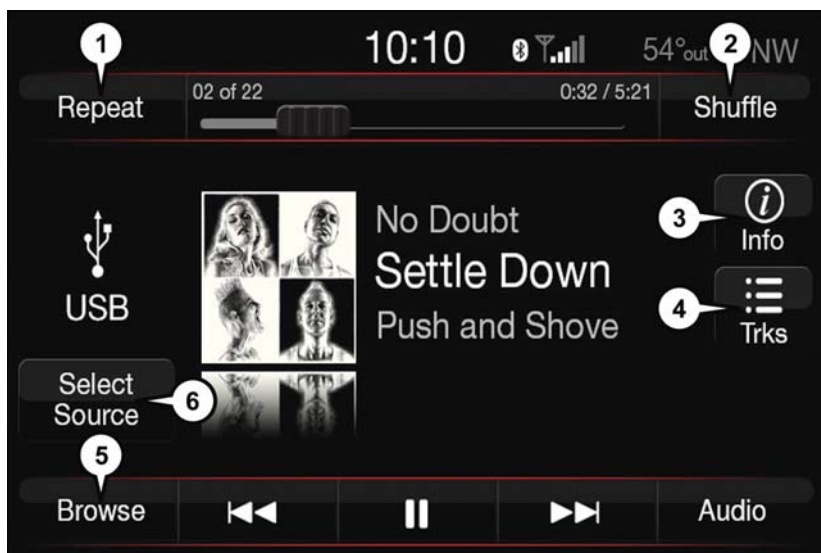 1
10:10
54°out
2
NW
Repeat
02 of 22
0:32 / 5:21
Shuffle
USB
No Doubt
Settle Down
Push and Shove
3
i
Info
4
Trks
Select
Source
6
5
Browse
Audio